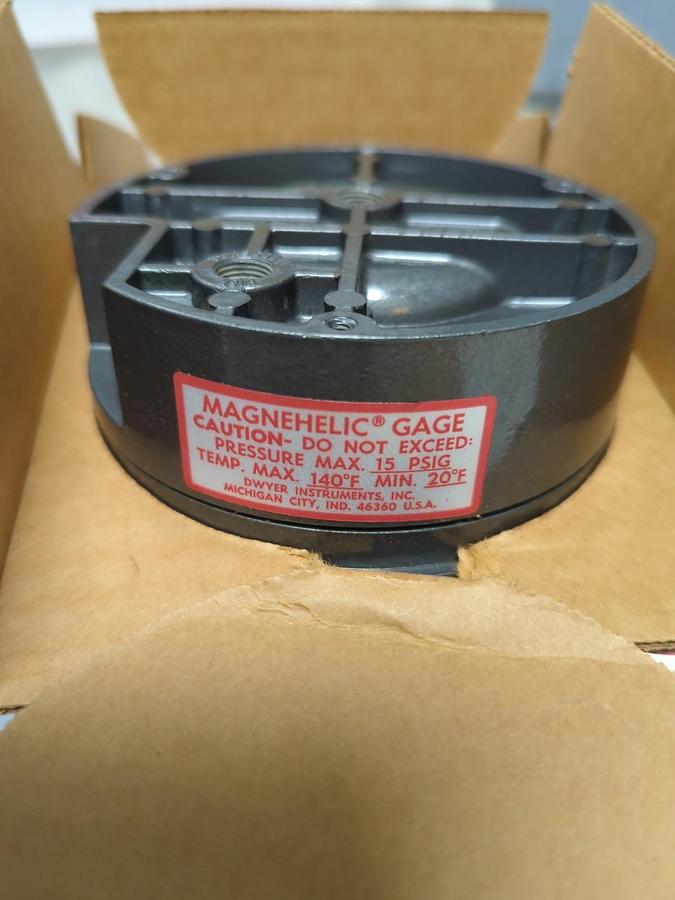 MAGNEHELIC® GAGE
CAUTION- DO NOT EXCEED:
PRESSURE MAX. 15 PSIG
TEMP. MAX. 140°F MIN. 20°F
DWYER INSTRUMENTS, INC.
MICHIGAN CITY, IND. 46360 U.S.A.